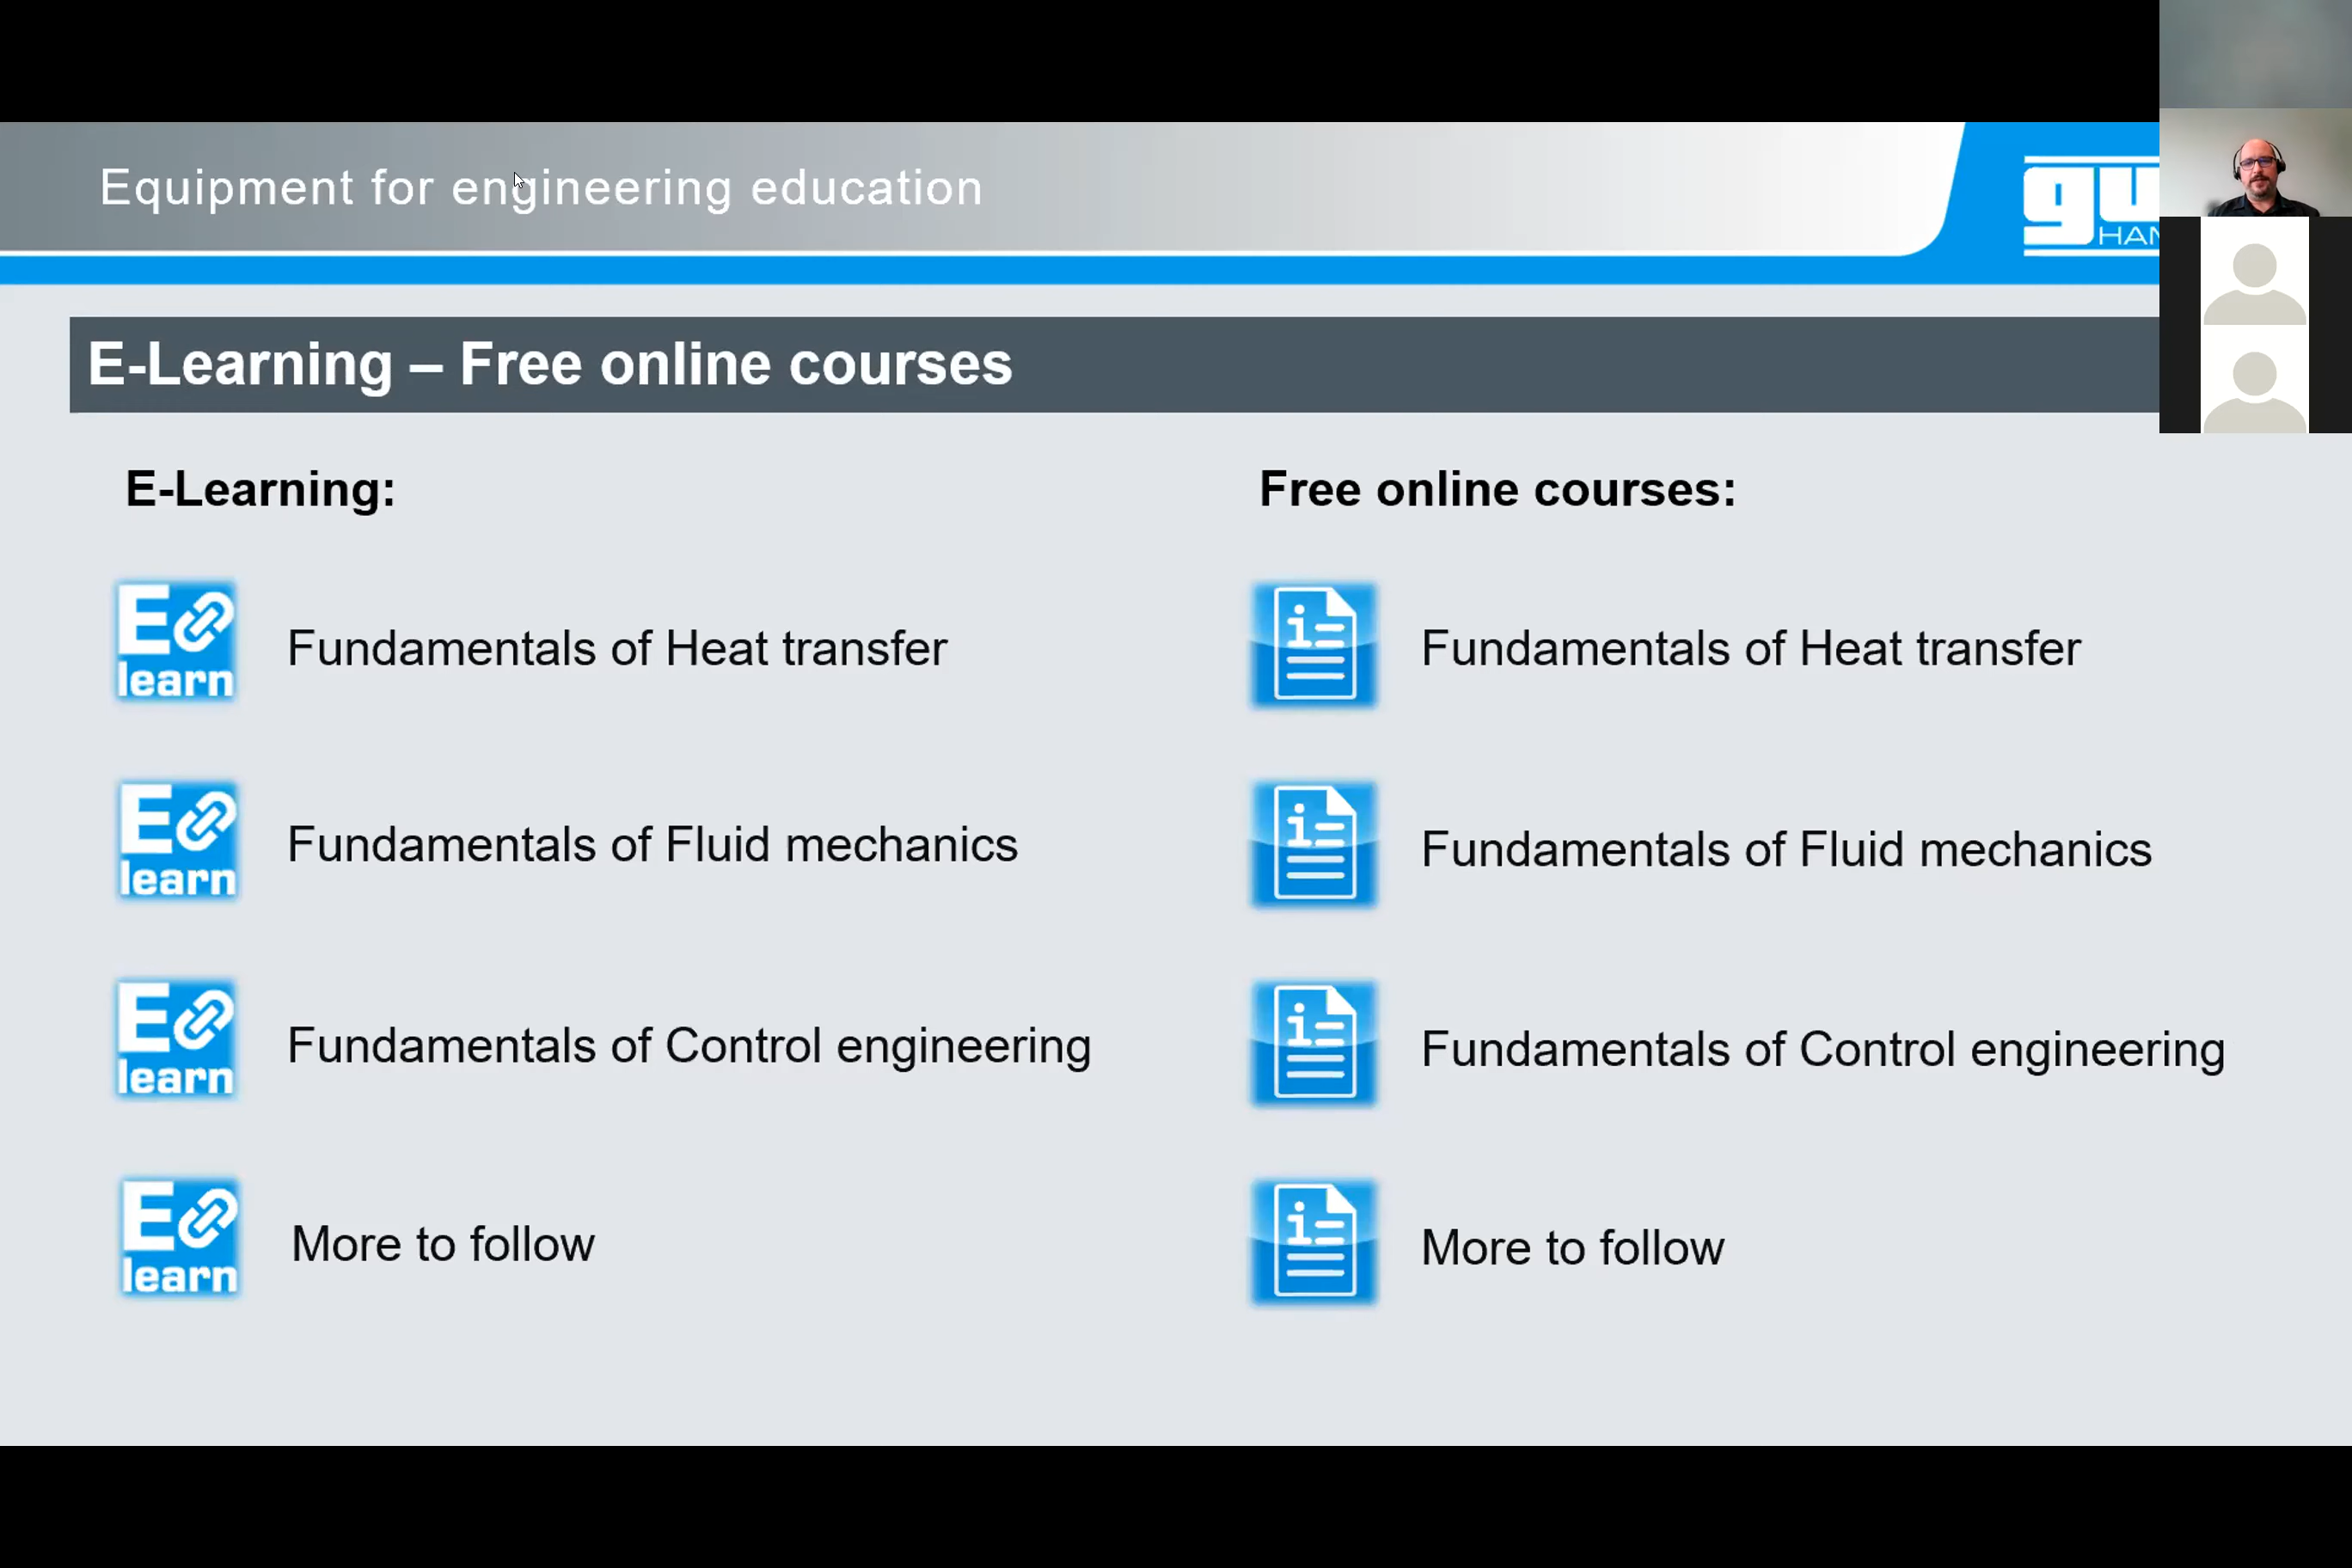 Equipment for engineering education
E-Learning – Free online courses
E-Learning:
E
learn
Fundamentals of Heat transfer
E
learn
Fundamentals of Fluid mechanics
E
learn
Fundamentals of Control engineering
E
learn
More to follow
Free online courses:
i
Fundamentals of Heat transfer
i
Fundamentals of Fluid mechanics
i
Fundamentals of Control engineering
i
More to follow